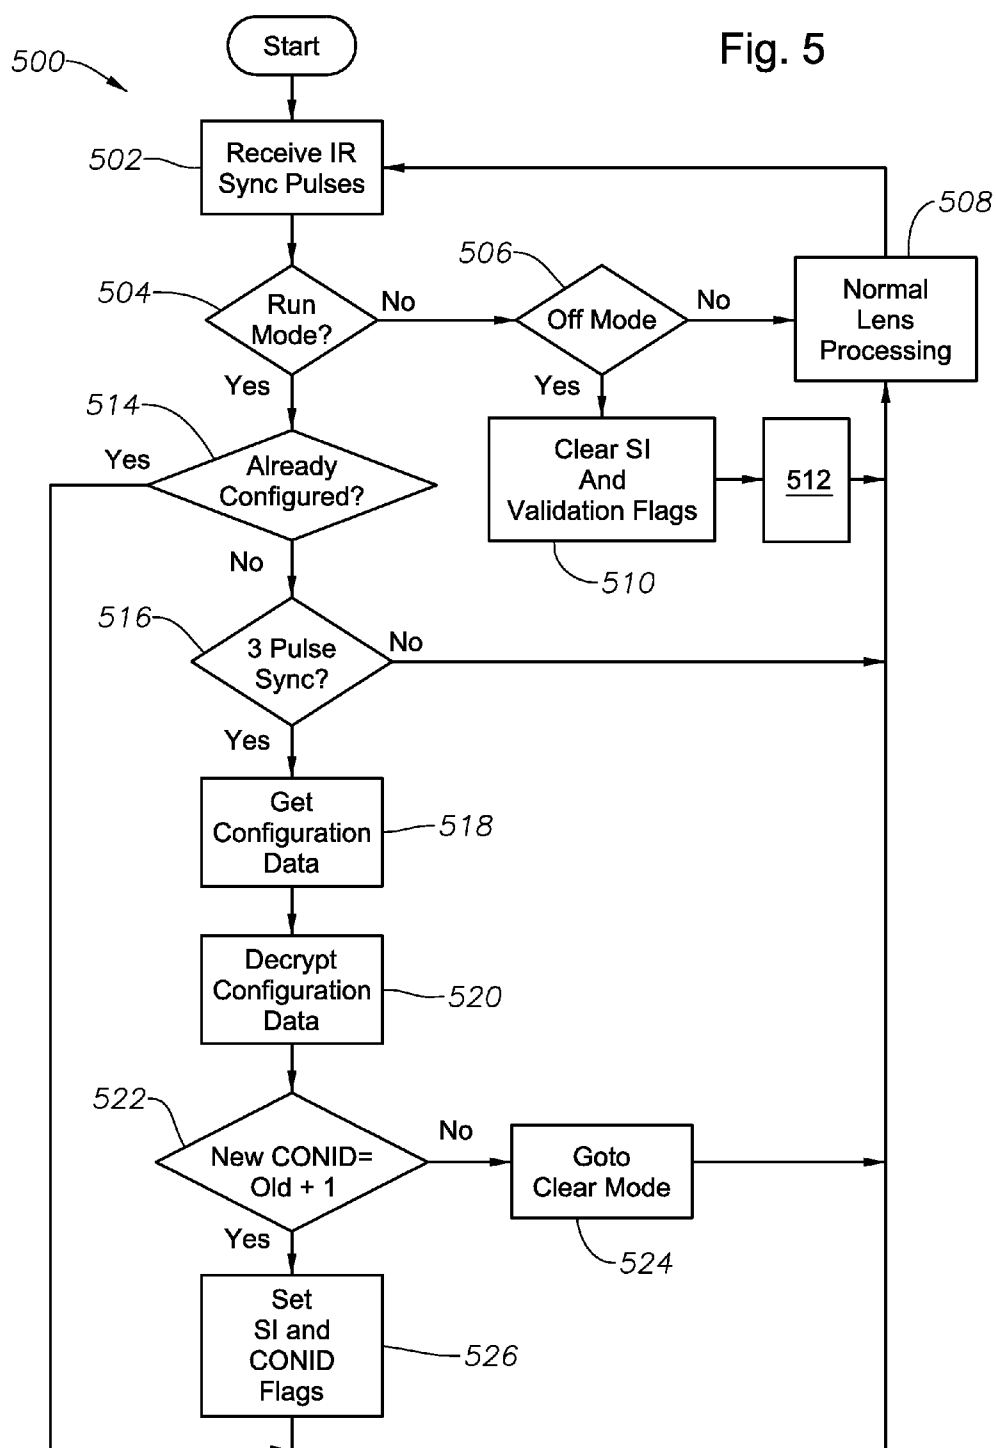 Fig. 5
500
Start
502
Receive IR
Sync Pulses
508
504
Run
Mode?
No
506
Off Mode
No
Normal
Lens
Processing
Yes
Yes
514
Yes
Already
Configured?
Clear SI
And
Validation Flags
512
510
No
516
3 Pulse
Sync?
No
Yes
Get
Configuration
Data
518
Decrypt
Configuration
Data
520
522
New CONID=
Old + 1
No
Goto
Clear Mode
524
Yes
Set
SI and
CONID
Flags
526